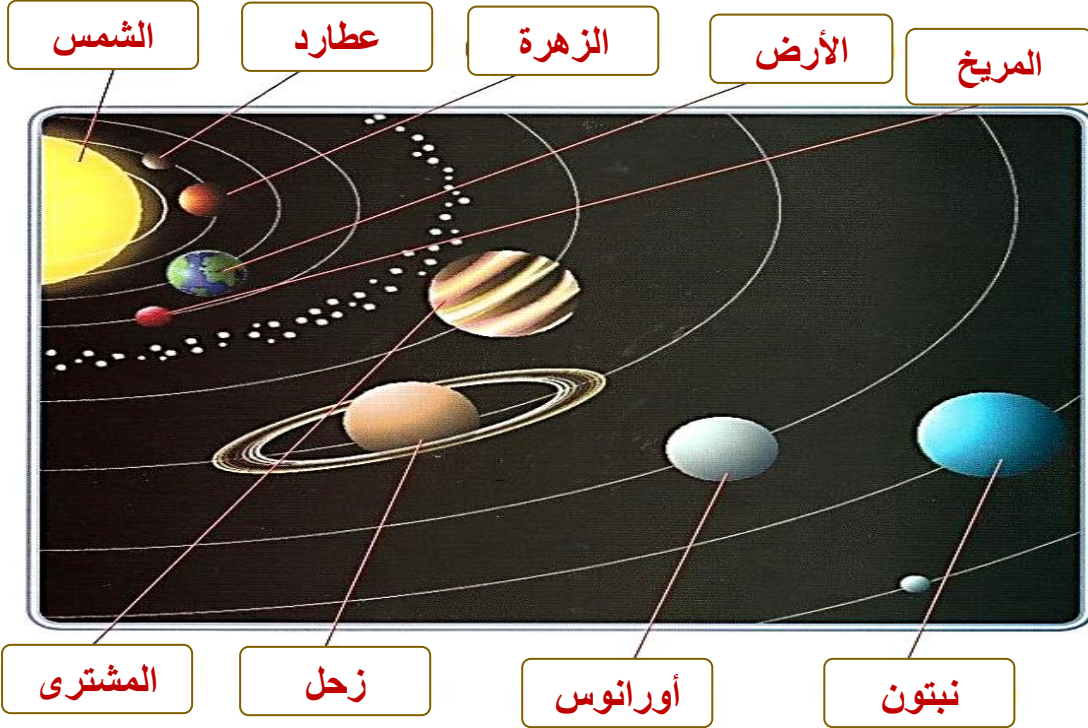 الشمس
عطارد
الزهرة
الأرض
المريخ
المشترى
زحل
أورانوس
نبتون